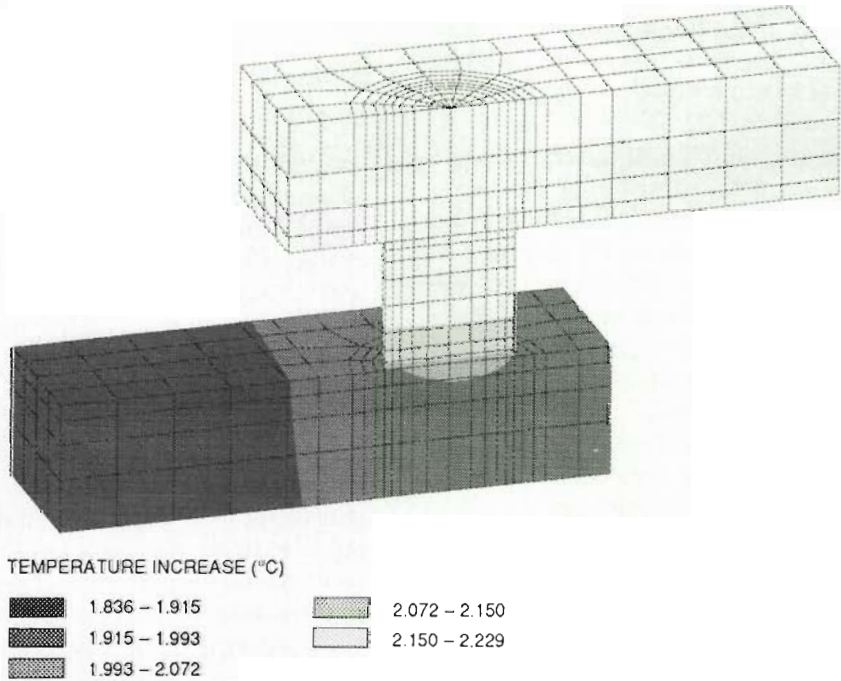 TEMPERATURE INCREASE (°C)
1.836 – 1.915
1.915 – 1.993
1.993 – 2.072
2.072 – 2.150
2.150 – 2.229